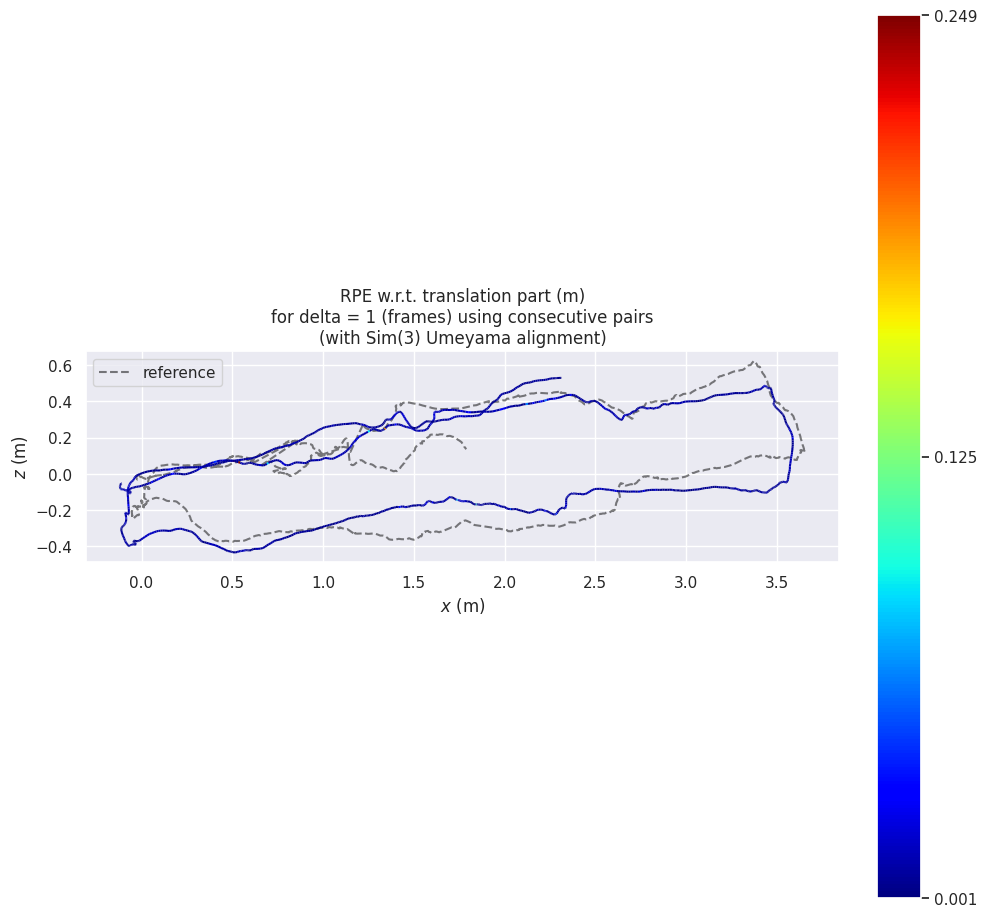 RPE w.r.t. translation part (m)
for delta = 1 (frames) using consecutive pairs
(with Sim(3) Umeyama alignment)
reference
0.6
0.4
0.2
0.0
−0.2
−0.4
z (m)
0.0 0.5 1.0 1.5 2.0 2.5 3.0 3.5
x (m)
0.249
0.125
0.001